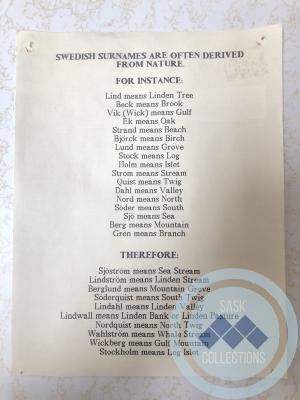 SWEDISH SURNAMES ARE OFTEN DERIVED
FROM NATURE.
FOR INSTANCE:
Lind means Linden Tree
Beck means Brook
Vik (Wick) means Gulf
Ek means Oak
Strand means Beach
Björck means Birch
Lund means Grove
Stock means Log
Holm means Islet
Strom means Stream
Quist means Twig
Dahl means Valley
Nord means North
Söder means South
Sjö means Sea
Berg means Mountain
Gren means Branch
THEREFORE:
Sjöstrom means Sea Stream
Lindström means Linden Stream
Berglund means Mountain Grove
Söderquist means South Twig
Lindahl means Linden Valley
Lindwall means Linden Bank or Linden Pasture
Nordquist means North Twig
Wahlström means Whale Stream
Wickberg means Gulf Mountain
Stockholm means Log Islet
SASK
COLLECTIONS